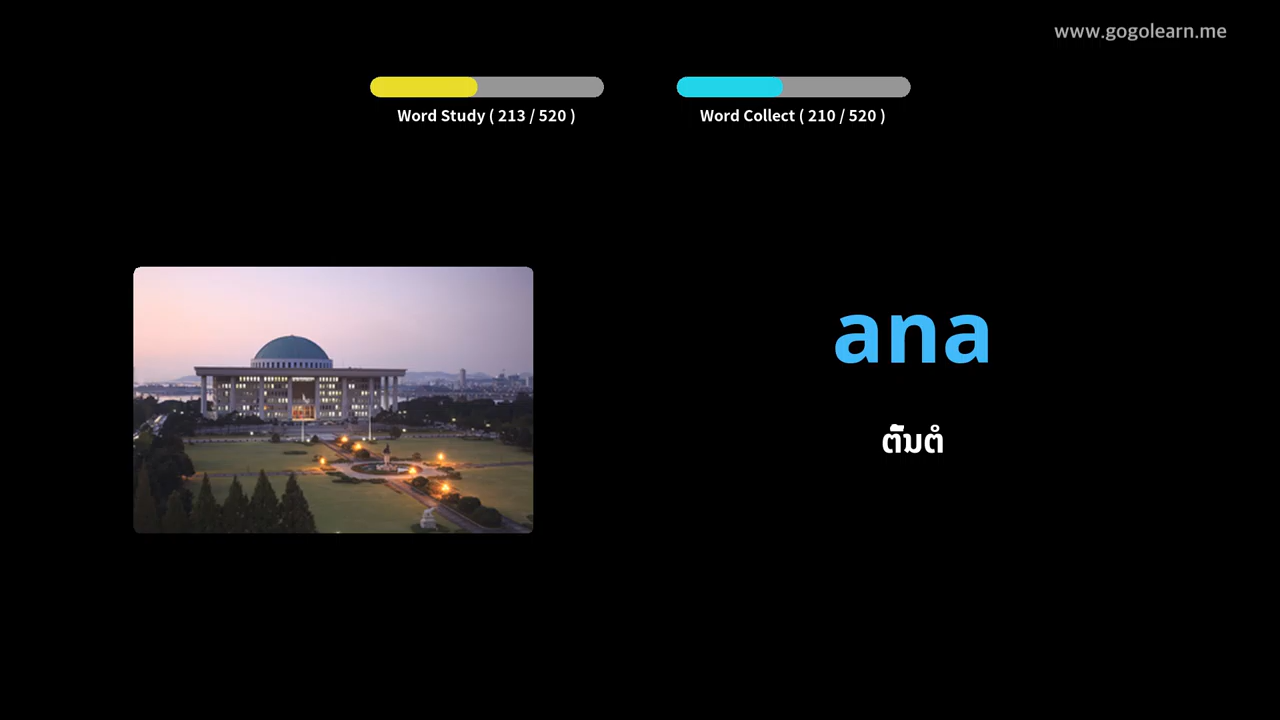 www.gogolearn.me
Word Study ( 213 / 520 )
Word Collect ( 210 / 520 )
ana
ຕົ້ນຕໍ